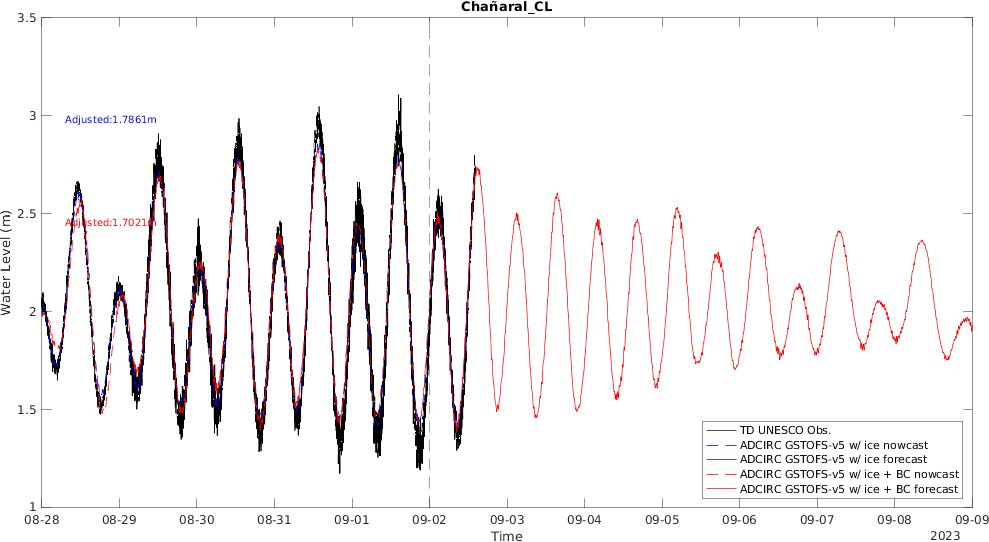 Chañaral_CL
3.5
3
2.5
2
1.5
1
Water Level (m)
Adjusted:1.7861m
Adjusted:1.7021m
TD UNESCO Obs.
ADCIRC GSTOFS-v5 w/ ice nowcast
ADCIRC GSTOFS-v5 w/ ice forecast
ADCIRC GSTOFS-v5 w/ ice + BC nowcast
ADCIRC GSTOFS-v5 w/ ice + BC forecast
08-28 08-29 08-30 08-31 09-01 09-02 09-03 09-04 09-05 09-06 09-07 09-08 09-09
Time
2023